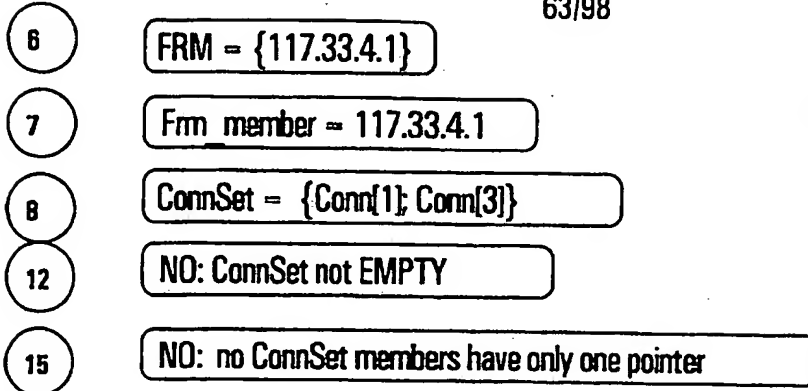 63/98
6 FRM = {117.33.4.1}
7 Frm_member = 117.33.4.1
8 ConnSet = {Conn[1]; Conn[3]}
12 NO: ConnSet not EMPTY
15 NO: no ConnSet members have only one pointer